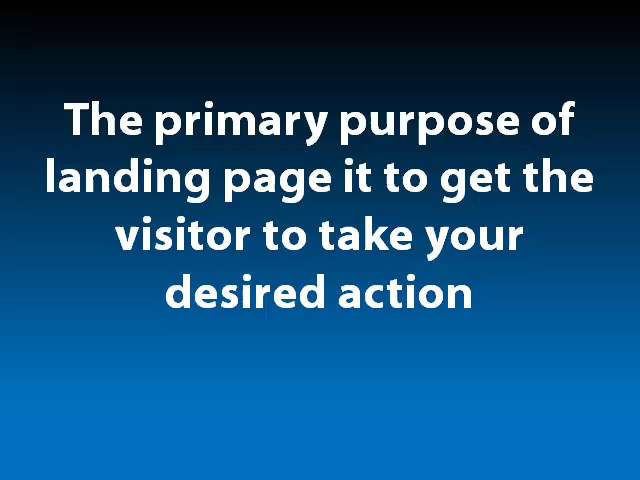 The primary purpose of
landing page it to get the
visitor to take your
desired action